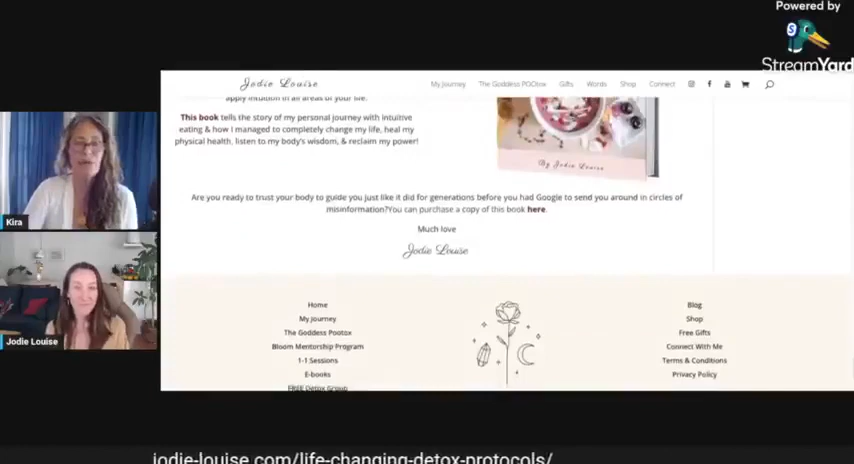 Powered by
StreamYard
Jodie Louise
My Journey The Goddess POOtox Gifts Words Shop Connect
apply intuition in all areas of your life.
This book tells the story of my personal journey with intuitive
eating & how I managed to completely change my life, heal my
physical health, listen to my body's wisdom, & reclaim my power!
By Jodie Louise
Are you ready to trust your body to guide you just like it did for generations before you had Google to send you around in circles of
misinformation?You can purchase a copy of this book here.
Much love
Jodie Louise
Kira
Jodie Louise
Home
My Journey
The Goddess Pootox
Bloom Mentorship Program
1-1 Sessions
E-books
FREE Detox Group
Blog
Shop
Free Gifts
Connect With Me
Terms & Conditions
Privacy Policy
jodie-louise.com/life-changing-detox-protocols/